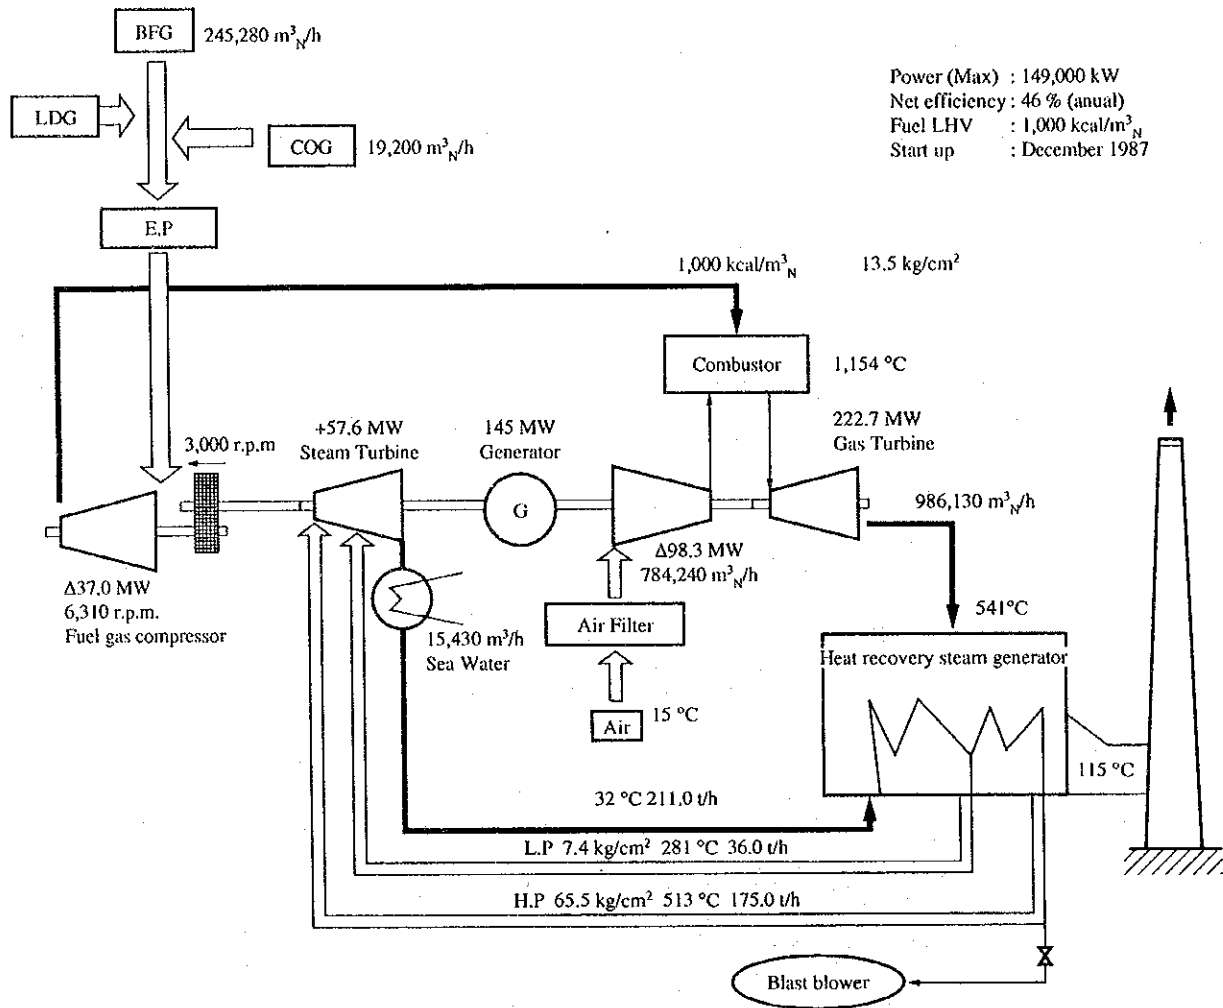 BFG
245,280 m³N/h
Power (Max) : 149,000 kW
Net efficiency : 46 % (anual)
Fuel LHV : 1,000 kcal/m³N
Start up : December 1987
LDG
COG
19,200 m³N/h
E.P
1,000 kcal/m³N
13.5 kg/cm²
Combustor
1,154 °C
+57.6 MW
Steam Turbine
145 MW
Generator
222.7 MW
Gas Turbine
3,000 r.p.m
G
986,130 m³N/h
Δ37.0 MW
6,310 r.p.m.
Fuel gas compressor
Δ98.3 MW
784,240 m³N/h
15,430 m³/h
Sea Water
Air Filter
Air
15 °C
541°C
Heat recovery steam generator
115 °C
32 °C 211.0 t/h
L.P 7.4 kg/cm² 281 °C 36.0 t/h
H.P 65.5 kg/cm² 513 °C 175.0 t/h
Blast blower